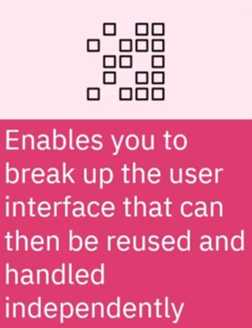 Enables you to
break up the user
interface that can
then be reused and
handled
independently